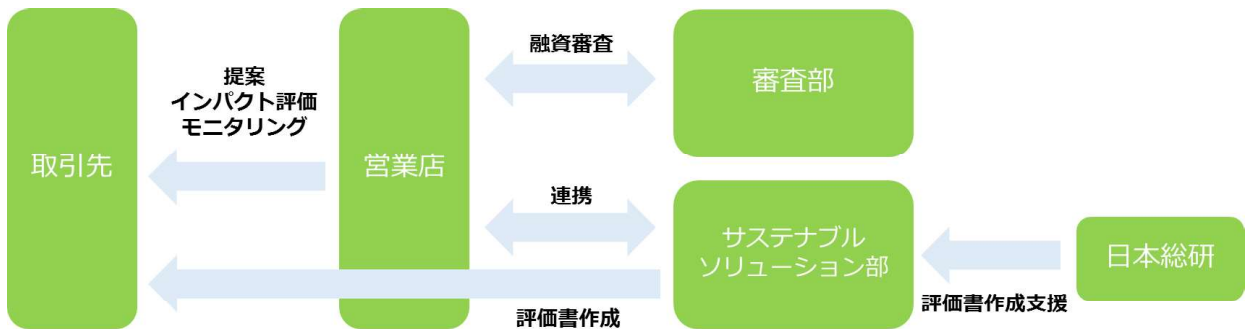 取引先
提案
インパクト評価
モニタリング
営業店
融資審査
審査部
連携
サステナブル
ソリューション部
評価書作成
日本総研
評価書作成支援